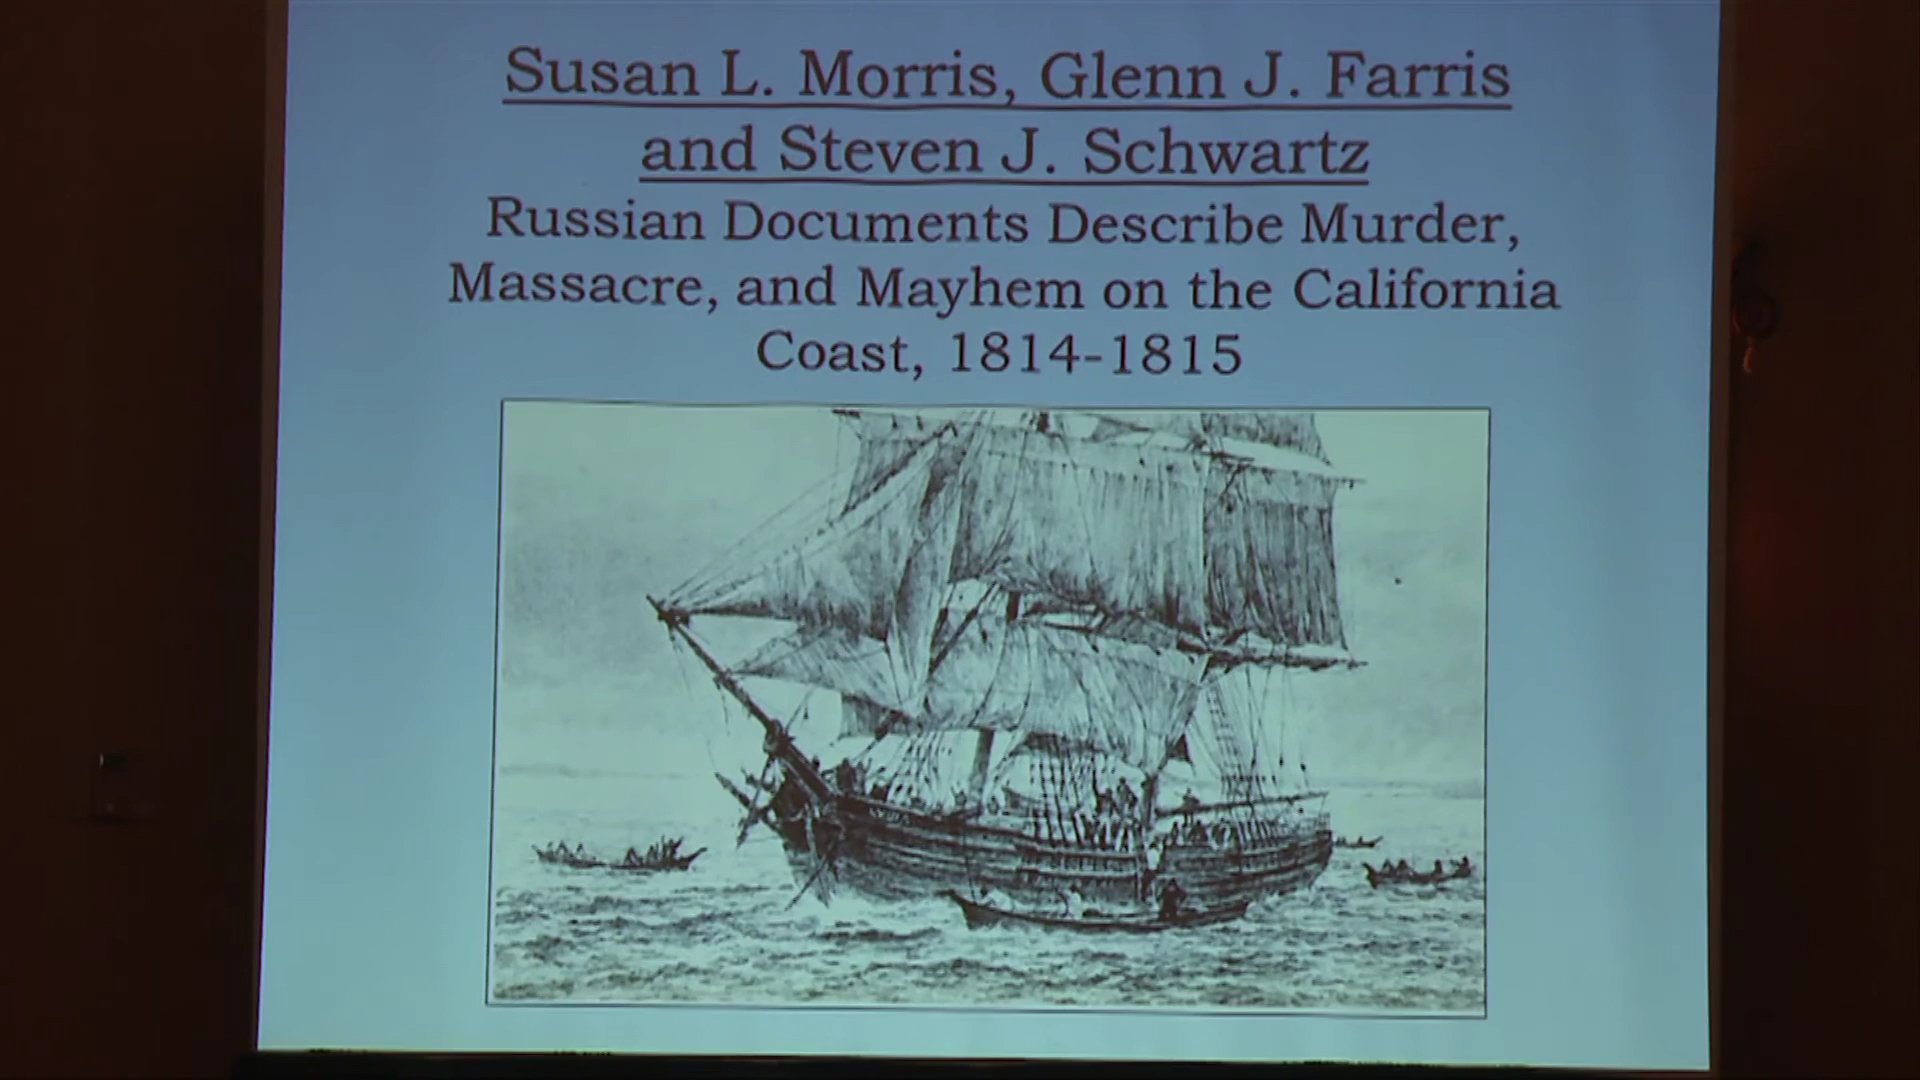 Susan L. Morris, Glenn J. Farris
and Steven J. Schwartz
Russian Documents Describe Murder,
Massacre, and Mayhem on the California
Coast, 1814-1815